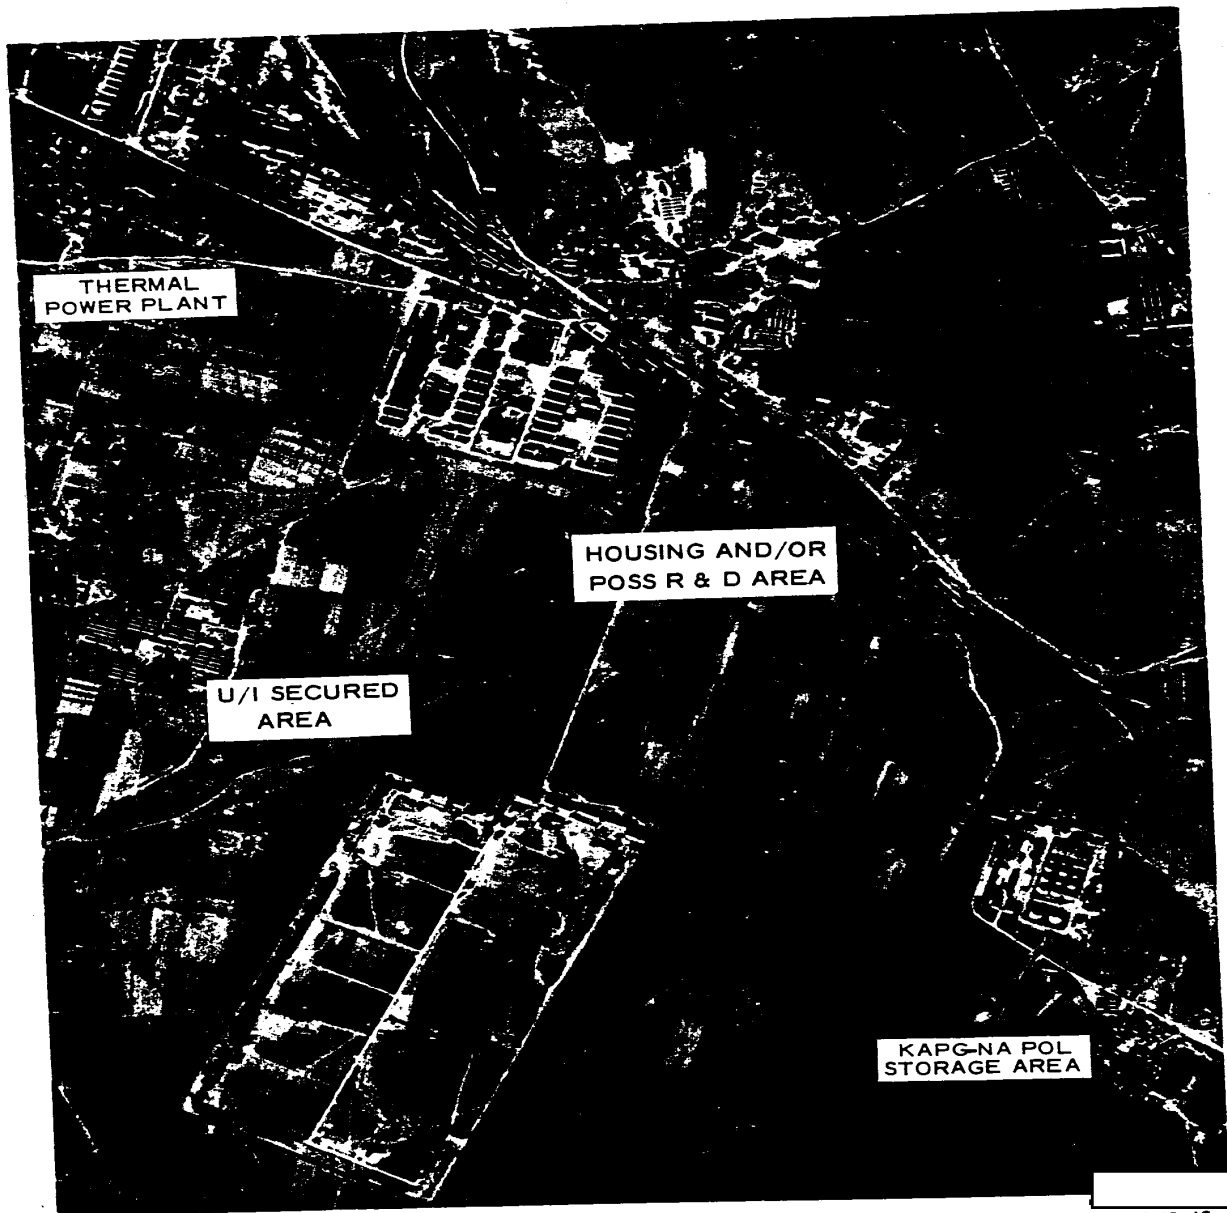 THERMAL
POWER PLANT
HOUSING AND/OR
POSS R & D AREA
U/I SECURED
AREA
KAPG-NA POL
STORAGE AREA